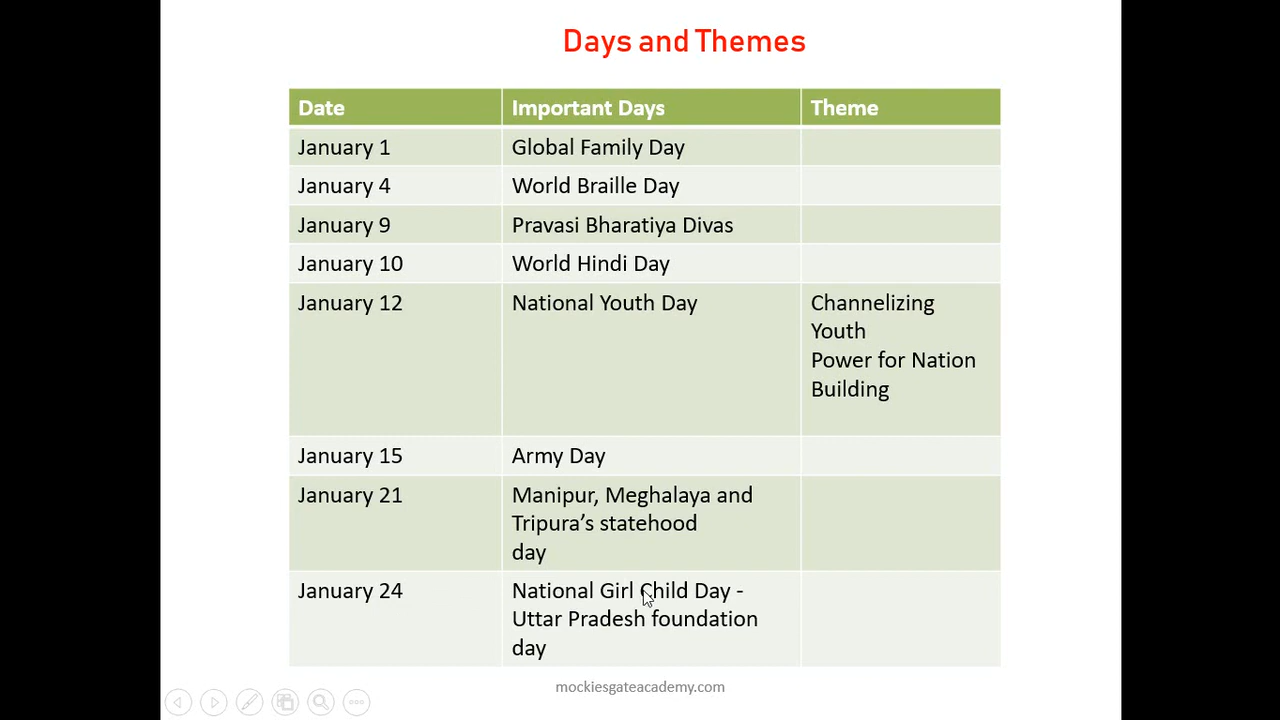 Days and Themes
Date Important Days Theme
January 1 Global Family Day
January 4 World Braille Day
January 9 Pravasi Bharatiya Divas
January 10 World Hindi Day
January 12 National Youth Day Channelizing
Youth
Power for Nation
Building
January 15 Army Day
January 21 Manipur, Meghalaya and
Tripura’s statehood
day
January 24 National Girl Child Day -
Uttar Pradesh foundation
day
mockiesgateacademy.com